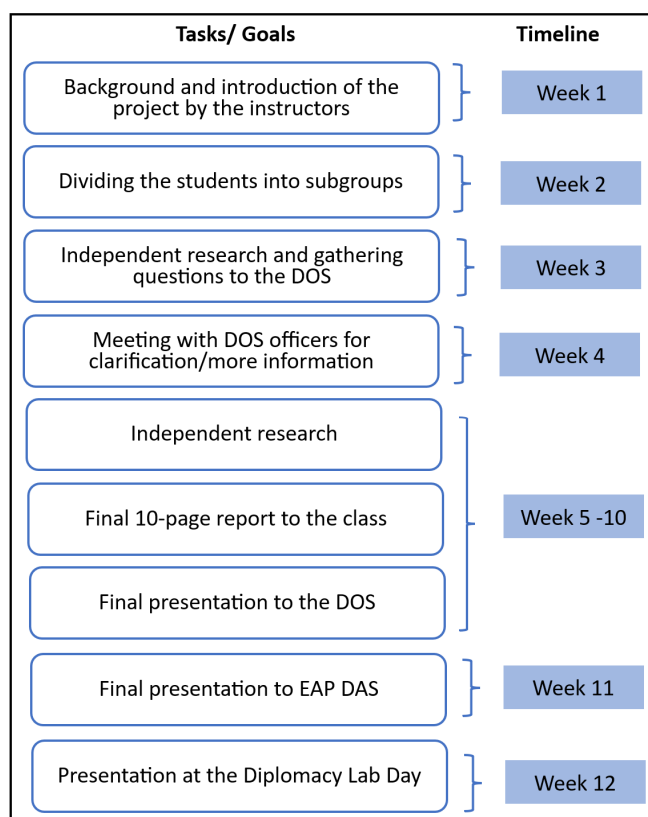 Tasks/ Goals Timeline
Background and introduction of the
project by the instructors
Week 1
Dividing the students into subgroups
Week 2
Independent research and gathering
questions to the DOS
Week 3
Meeting with DOS officers for
clarification/more information
Week 4
Independent research
Final 10-page report to the class
Final presentation to the DOS
Week 5 -10
Final presentation to EAP DAS
Week 11
Presentation at the Diplomacy Lab Day
Week 12